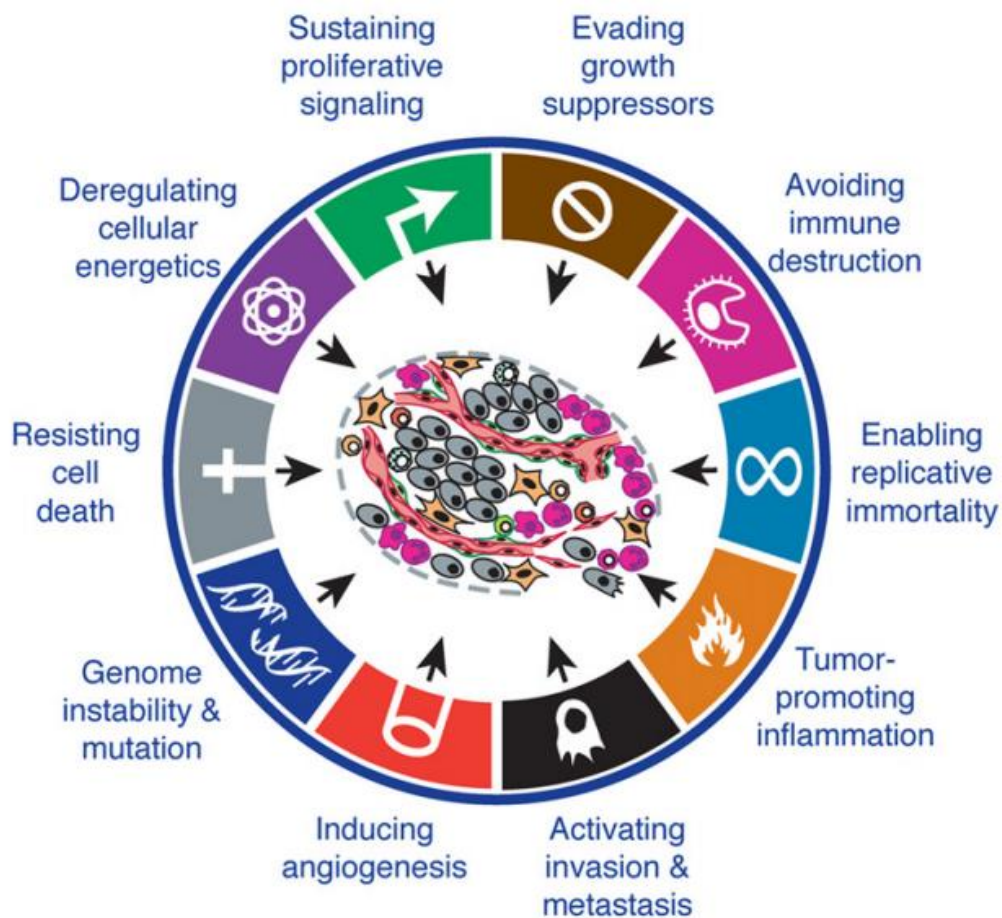 Sustaining
proliferative
signaling
Evading
growth
suppressors
Avoiding
immune
destruction
Enabling
replicative
immortality
Tumor-
promoting
inflammation
Activating
invasion &
metastasis
Inducing
angiogenesis
Genome
instability &
mutation
Resisting
cell
death
Deregulating
cellular
energetics